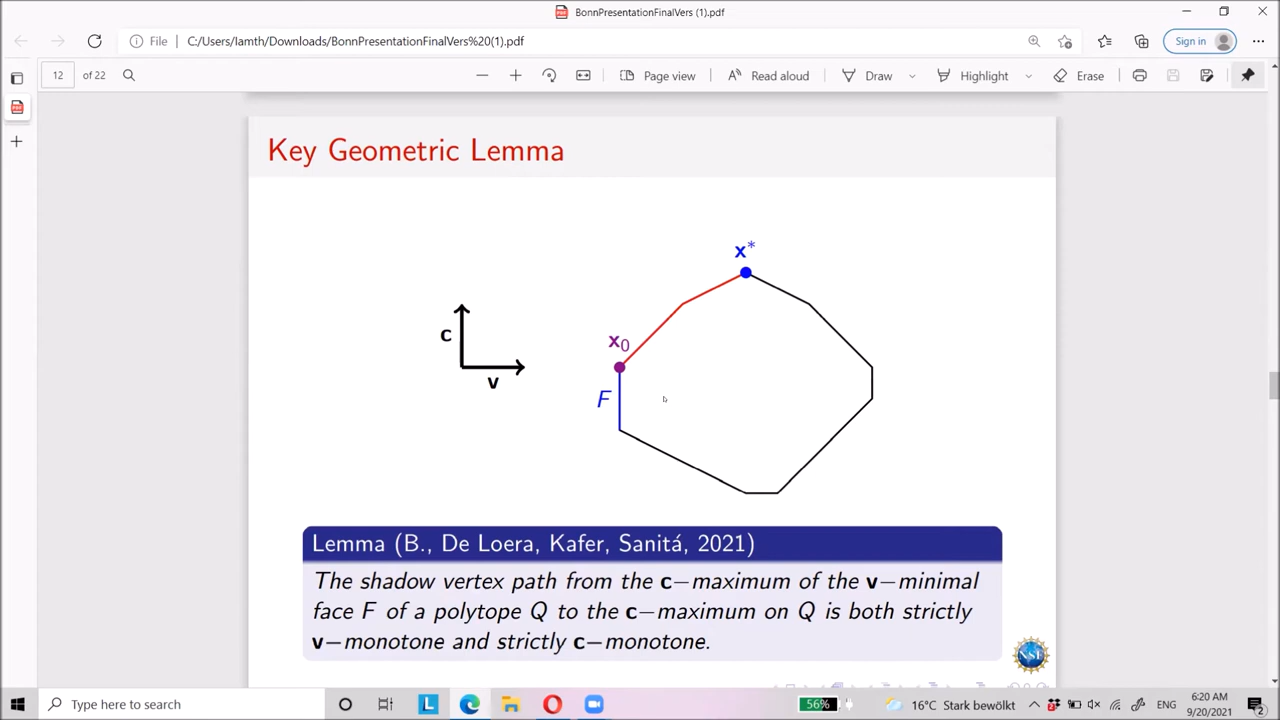 BonnPresentationFinalVers (1).pdf
File C:/Users/lamth/Downloads/BonnPresentationFinalVers%20(1).pdf Sign in
12 of 22 Page view Read aloud Draw Highlight Erase
Key Geometric Lemma
x*
c
x₀
v
F
Lemma (B., De Loera, Kafer, Sanitá, 2021)
The shadow vertex path from the c−maximum of the v−minimal
face F of a polytope Q to the c−maximum on Q is both strictly
v−monotone and strictly c−monotone.
NSF
Type here to search L 56% 16°C Stark bewölkt ENG 6:20 AM
9/20/2021 2